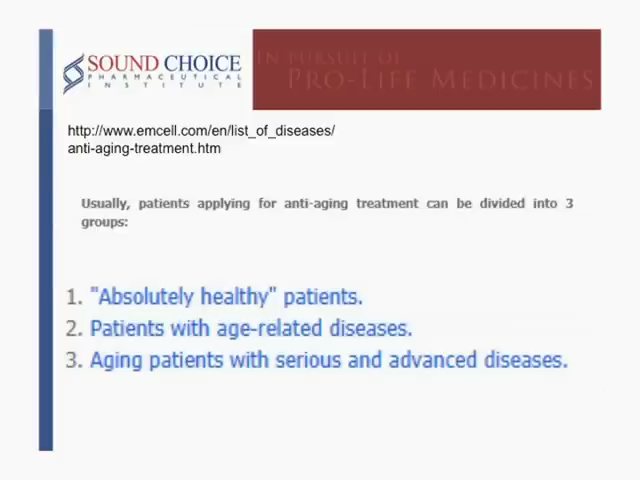 SOUND CHOICE
PHARMACEUTICAL
INSTITUTE
IN PURSUIT OF
PRO-LIFE MEDICINES
http://www.emcell.com/en/list_of_diseases/
anti-aging-treatment.htm
Usually, patients applying for anti-aging treatment can be divided into 3
groups:
1. "Absolutely healthy" patients.
2. Patients with age-related diseases.
3. Aging patients with serious and advanced diseases.